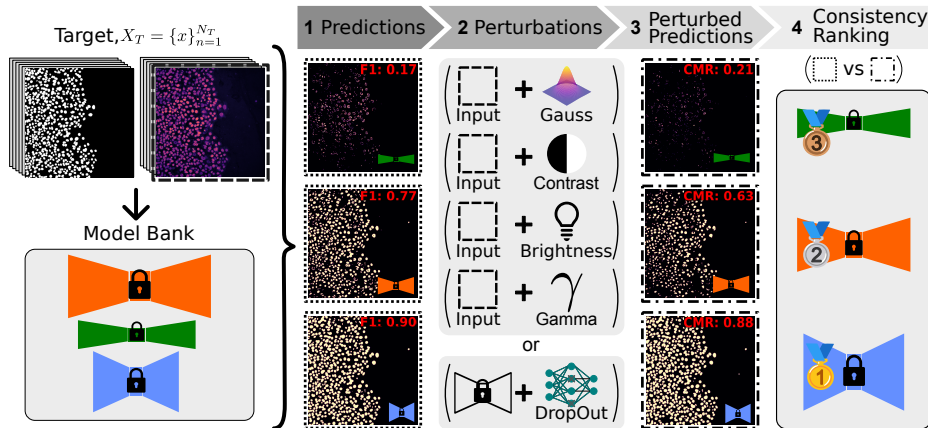 Target, X_T = {x}_{n=1}^{N_T}
Model Bank
1 Predictions
F1: 0.17
F1: 0.77
F1: 0.90
2 Perturbations
Input + Gauss
Input + Contrast
Input + Brightness
Input + Gamma
or
+ DropOut
3 Perturbed
Predictions
CMR: 0.21
CMR: 0.63
CMR: 0.88
4 Consistency
Ranking
( vs )
3
2
1